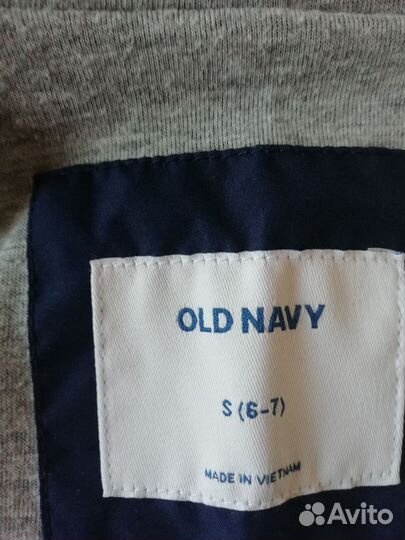 OLD NAVY
S (6-7)
MADE IN VIETNAM
Avito